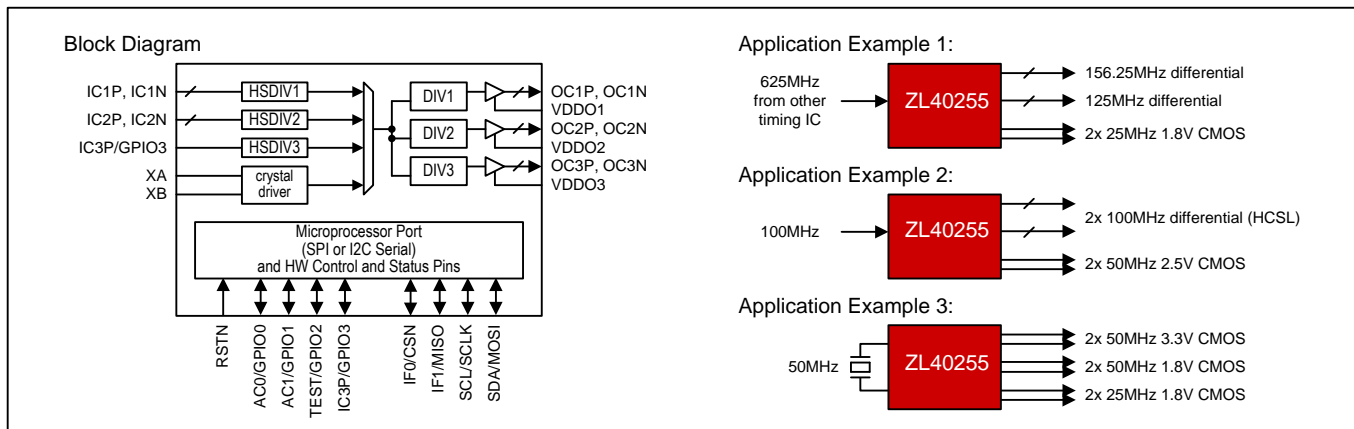 Block Diagram
IC1P, IC1N
IC2P, IC2N
IC3P/GPIO3
XA
XB
HSDIV1
HSDIV2
HSDIV3
crystal
driver
DIV1
DIV2
DIV3
OC1P, OC1N
VDDO1
OC2P, OC2N
VDDO2
OC3P, OC3N
VDDO3
Microprocessor Port
(SPI or I2C Serial)
and HW Control and Status Pins
RSTN
AC0/GPIO0
AC1/GPIO1
TEST/GPIO2
IC3P/GPIO3
IF0/CSN
IF1/MISO
SCL/SCLK
SDA/MOSI
Application Example 1:
625MHz
from other
timing IC
ZL40255
156.25MHz differential
125MHz differential
2x 25MHz 1.8V CMOS
Application Example 2:
100MHz
ZL40255
2x 100MHz differential (HCSL)
2x 50MHz 2.5V CMOS
Application Example 3:
50MHz
ZL40255
2x 50MHz 3.3V CMOS
2x 50MHz 1.8V CMOS
2x 25MHz 1.8V CMOS